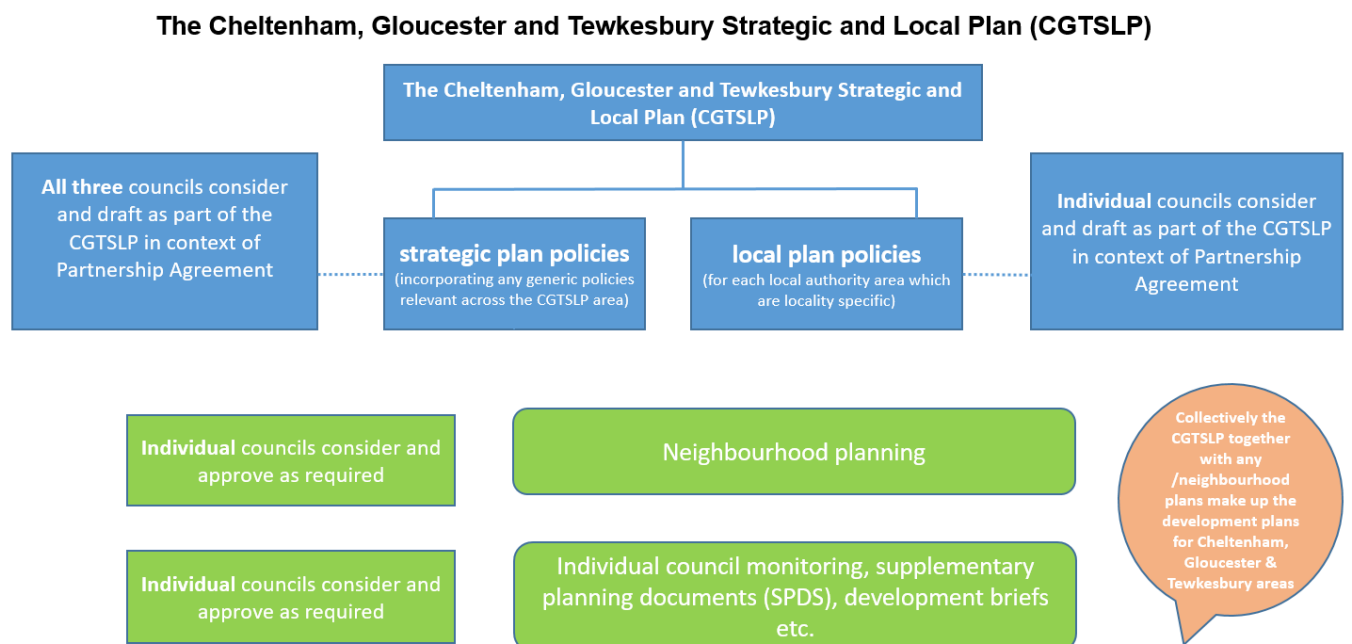 The Cheltenham, Gloucester and Tewkesbury Strategic and Local Plan (CGTSLP)
The Cheltenham, Gloucester and Tewkesbury Strategic and
Local Plan (CGTSLP)
All three councils consider
and draft as part of the
CGTSLP in context of
Partnership Agreement
strategic plan policies
(incorporating any generic policies
relevant across the CGTSLP area)
local plan policies
(for each local authority area which
are locality specific)
Individual councils consider
and draft as part of the CGTSLP
in context of Partnership
Agreement
Individual councils consider and
approve as required
Neighbourhood planning
Collectively the
CGTSLP together
with any
/neighbourhood
plans make up the
development plans
for Cheltenham,
Gloucester &
Tewkesbury areas
Individual councils consider and
approve as required
Individual council monitoring, supplementary
planning documents (SPDS), development briefs
etc.